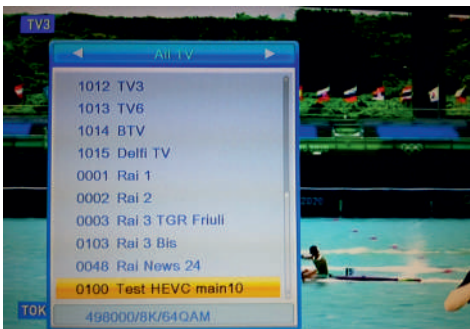 TV3
All TV
1012 TV3
1013 TV6
1014 BTV
1015 Delfi TV
0001 Rai 1
0002 Rai 2
0003 Rai 3 TGR Friuli
0103 Rai 3 Bis
0048 Rai News 24
0100 Test HEVC main10
498000/8K/64QAM
TOK
2020